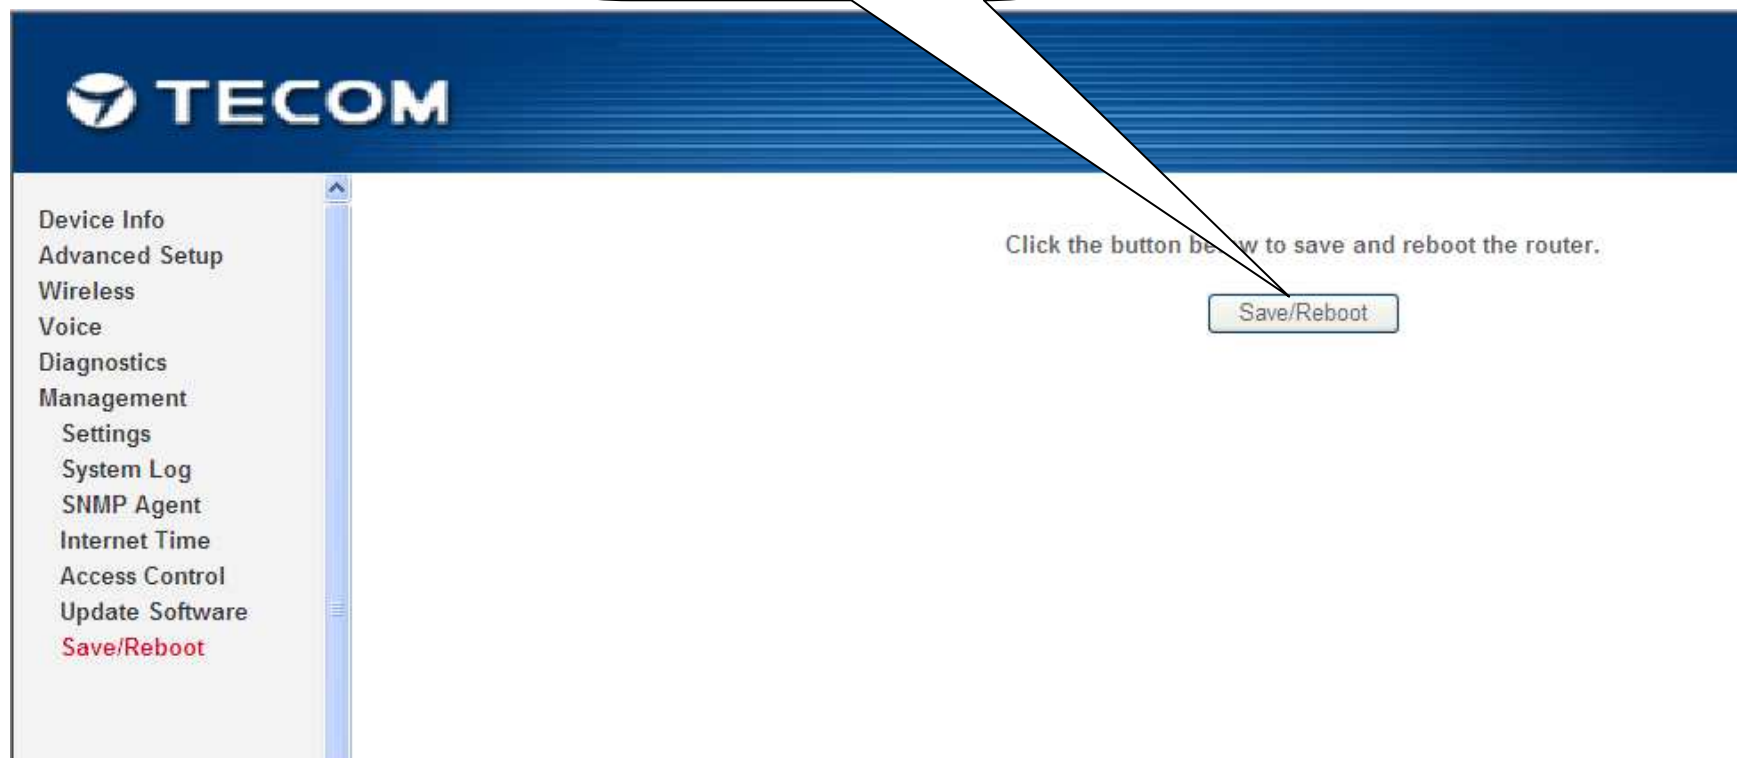 TECOM
Device Info
Advanced Setup
Wireless
Voice
Diagnostics
Management
Settings
System Log
SNMP Agent
Internet Time
Access Control
Update Software
Save/Reboot
Click the button to save and reboot the router.
Save/Reboot